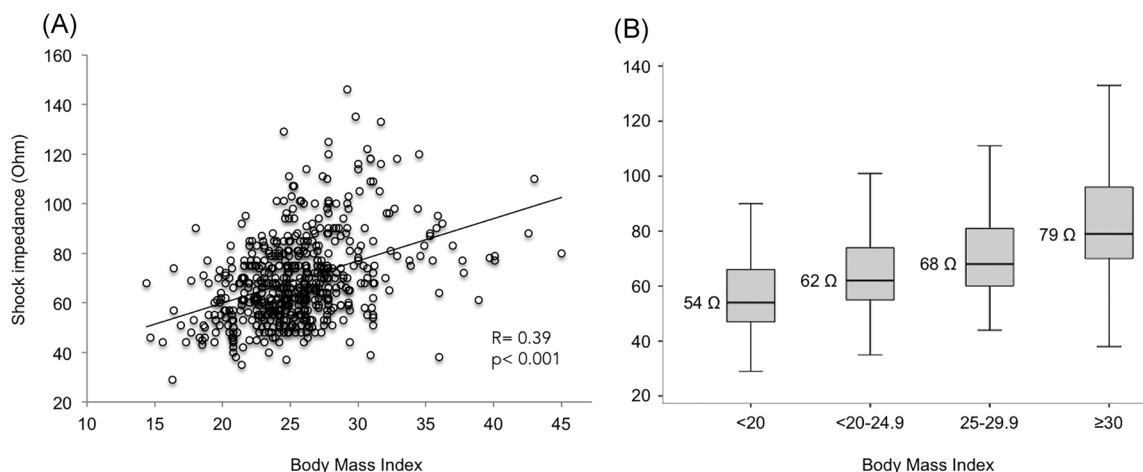 (A)
Shock impedance (Ohm)
160
140
120
100
80
60
40
20
10
15
20
25
30
35
40
45
R= 0.39
p< 0.001
Body Mass Index
(B)
140
120
100
80
60
40
20
54 Ω
62 Ω
68 Ω
79 Ω
<20
<20-24.9
25-29.9
≥30
Body Mass Index